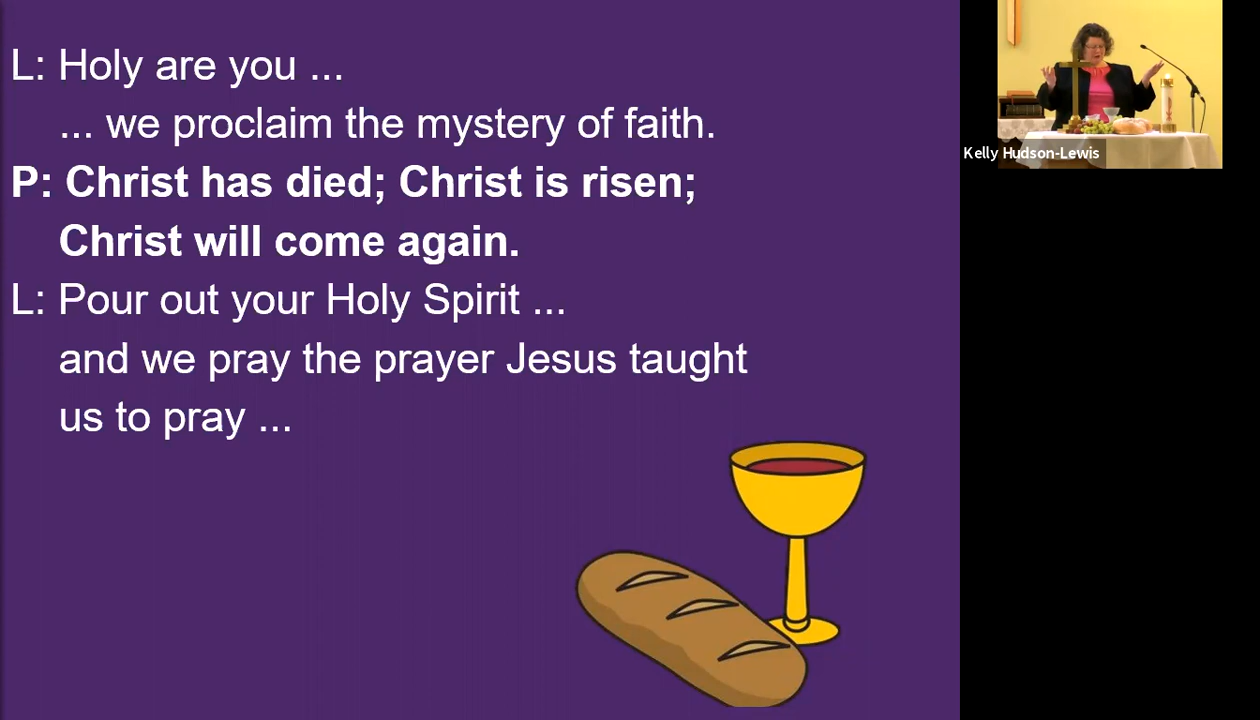 L: Holy are you ...
... we proclaim the mystery of faith.
P: Christ has died; Christ is risen;
Christ will come again.
L: Pour out your Holy Spirit ...
and we pray the prayer Jesus taught
us to pray ...
Kelly Hudson-Lewis